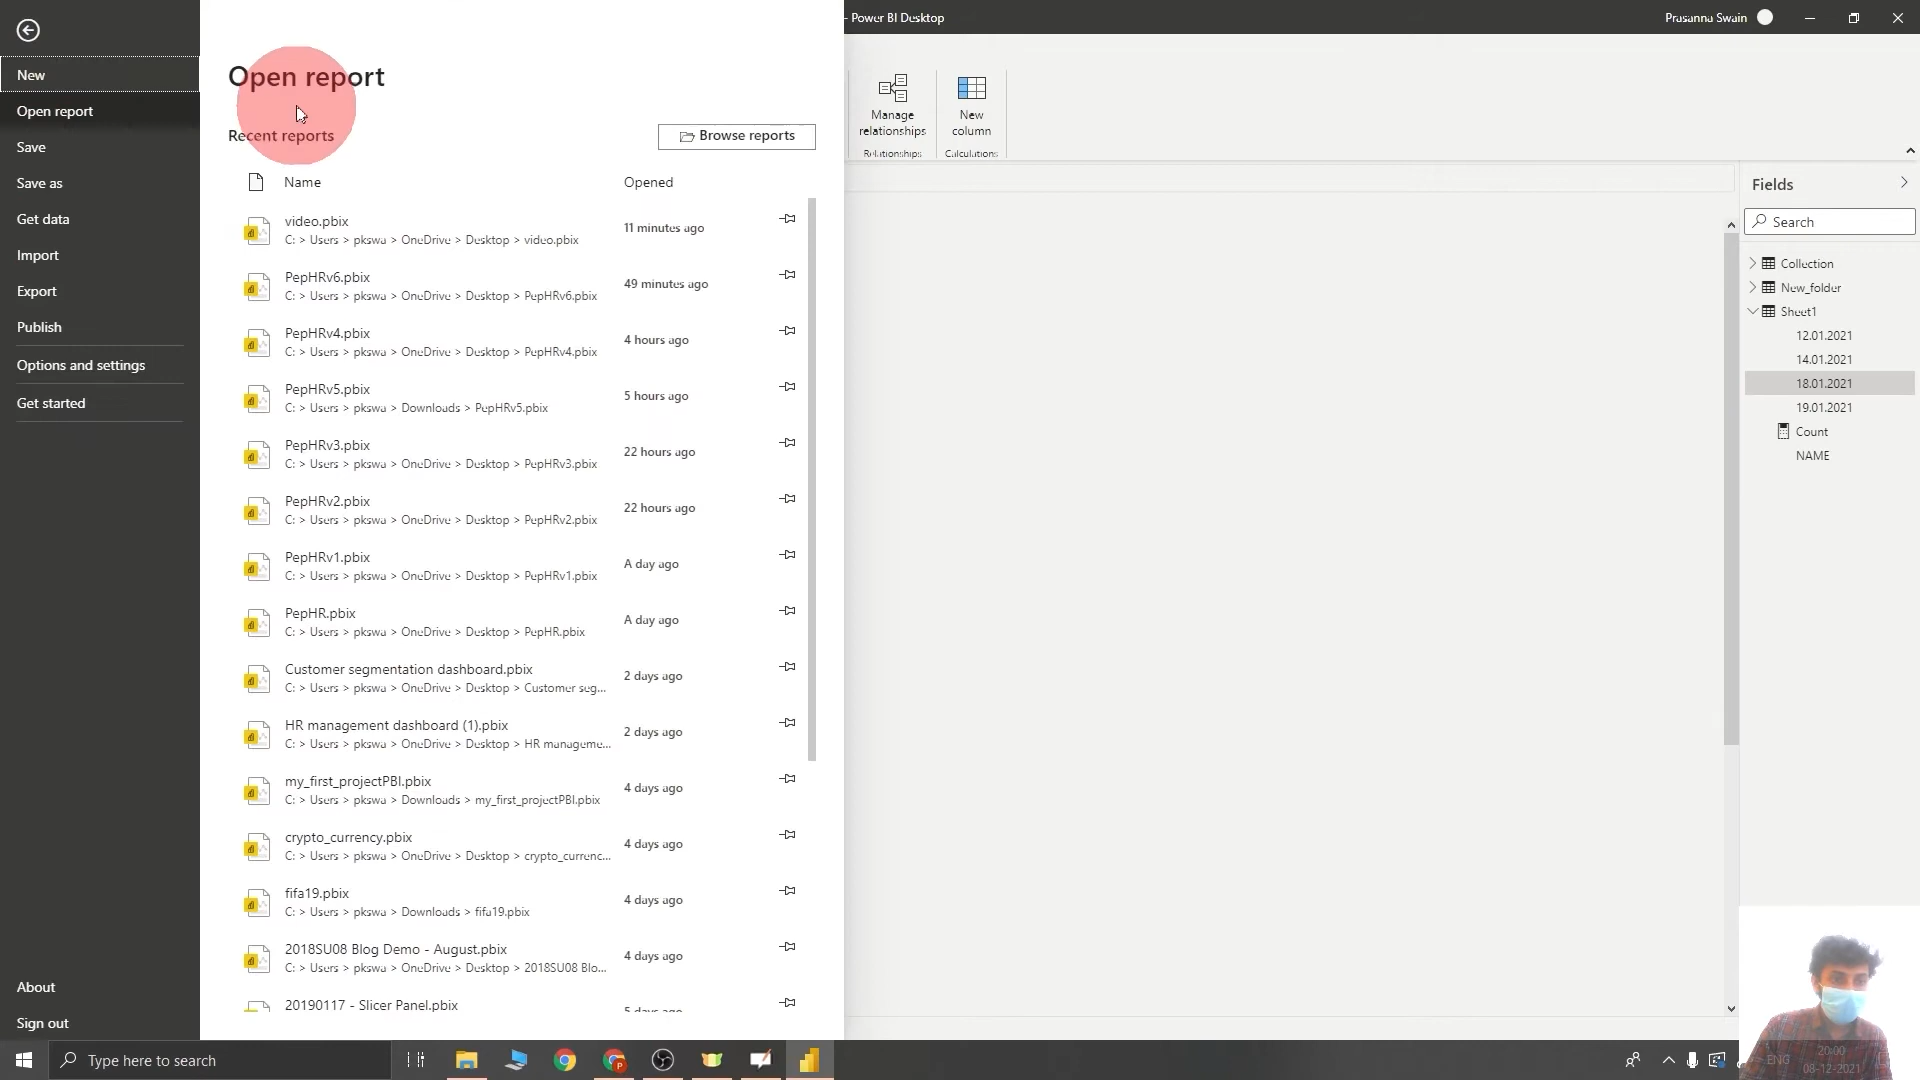 - Power BI Desktop
Prasanna Swain
New
Open report
Save
Save as
Get data
Import
Export
Publish
Options and settings
Get started
About
Sign out
Open report
Recent reports
Browse reports
Name
Opened
video.pbix
11 minutes ago
C: > Users > pkswa > OneDrive > Desktop > video.pbix
PepHRv6.pbix
49 minutes ago
C: > Users > pkswa > OneDrive > Desktop > PepHRv6.pbix
PepHRv4.pbix
4 hours ago
C: > Users > pkswa > OneDrive > Desktop > PepHRv4.pbix
PepHRv5.pbix
5 hours ago
C: > Users > pkswa > Downloads > PepHRv5.pbix
PepHRv3.pbix
22 hours ago
C: > Users > pkswa > OneDrive > Desktop > PepHRv3.pbix
PepHRv2.pbix
22 hours ago
C: > Users > pkswa > OneDrive > Desktop > PepHRv2.pbix
PepHRv1.pbix
A day ago
C: > Users > pkswa > OneDrive > Desktop > PepHRv1.pbix
PepHR.pbix
A day ago
C: > Users > pkswa > OneDrive > Desktop > PepHR.pbix
Customer segmentation dashboard.pbix
2 days ago
C: > Users > pkswa > OneDrive > Desktop > Customer seg...
HR management dashboard (1).pbix
2 days ago
C: > Users > pkswa > OneDrive > Desktop > HR manageme...
my_first_projectPBI.pbix
4 days ago
C: > Users > pkswa > Downloads > my_first_projectPBI.pbix
crypto_currency.pbix
4 days ago
C: > Users > pkswa > OneDrive > Desktop > crypto_currenc...
fifa19.pbix
4 days ago
C: > Users > pkswa > Downloads > fifa19.pbix
2018SU08 Blog Demo - August.pbix
4 days ago
C: > Users > pkswa > OneDrive > Desktop > 2018SU08 Blo...
20190117 - Slicer Panel.pbix
5 days ago
Manage
relationships
Relationships
New
column
Calculations
Fields
Search
Collection
New_folder
Sheet1
12.01.2021
14.01.2021
18.01.2021
19.01.2021
Count
NAME
Type here to search
ENG
20:00
08-12-2021